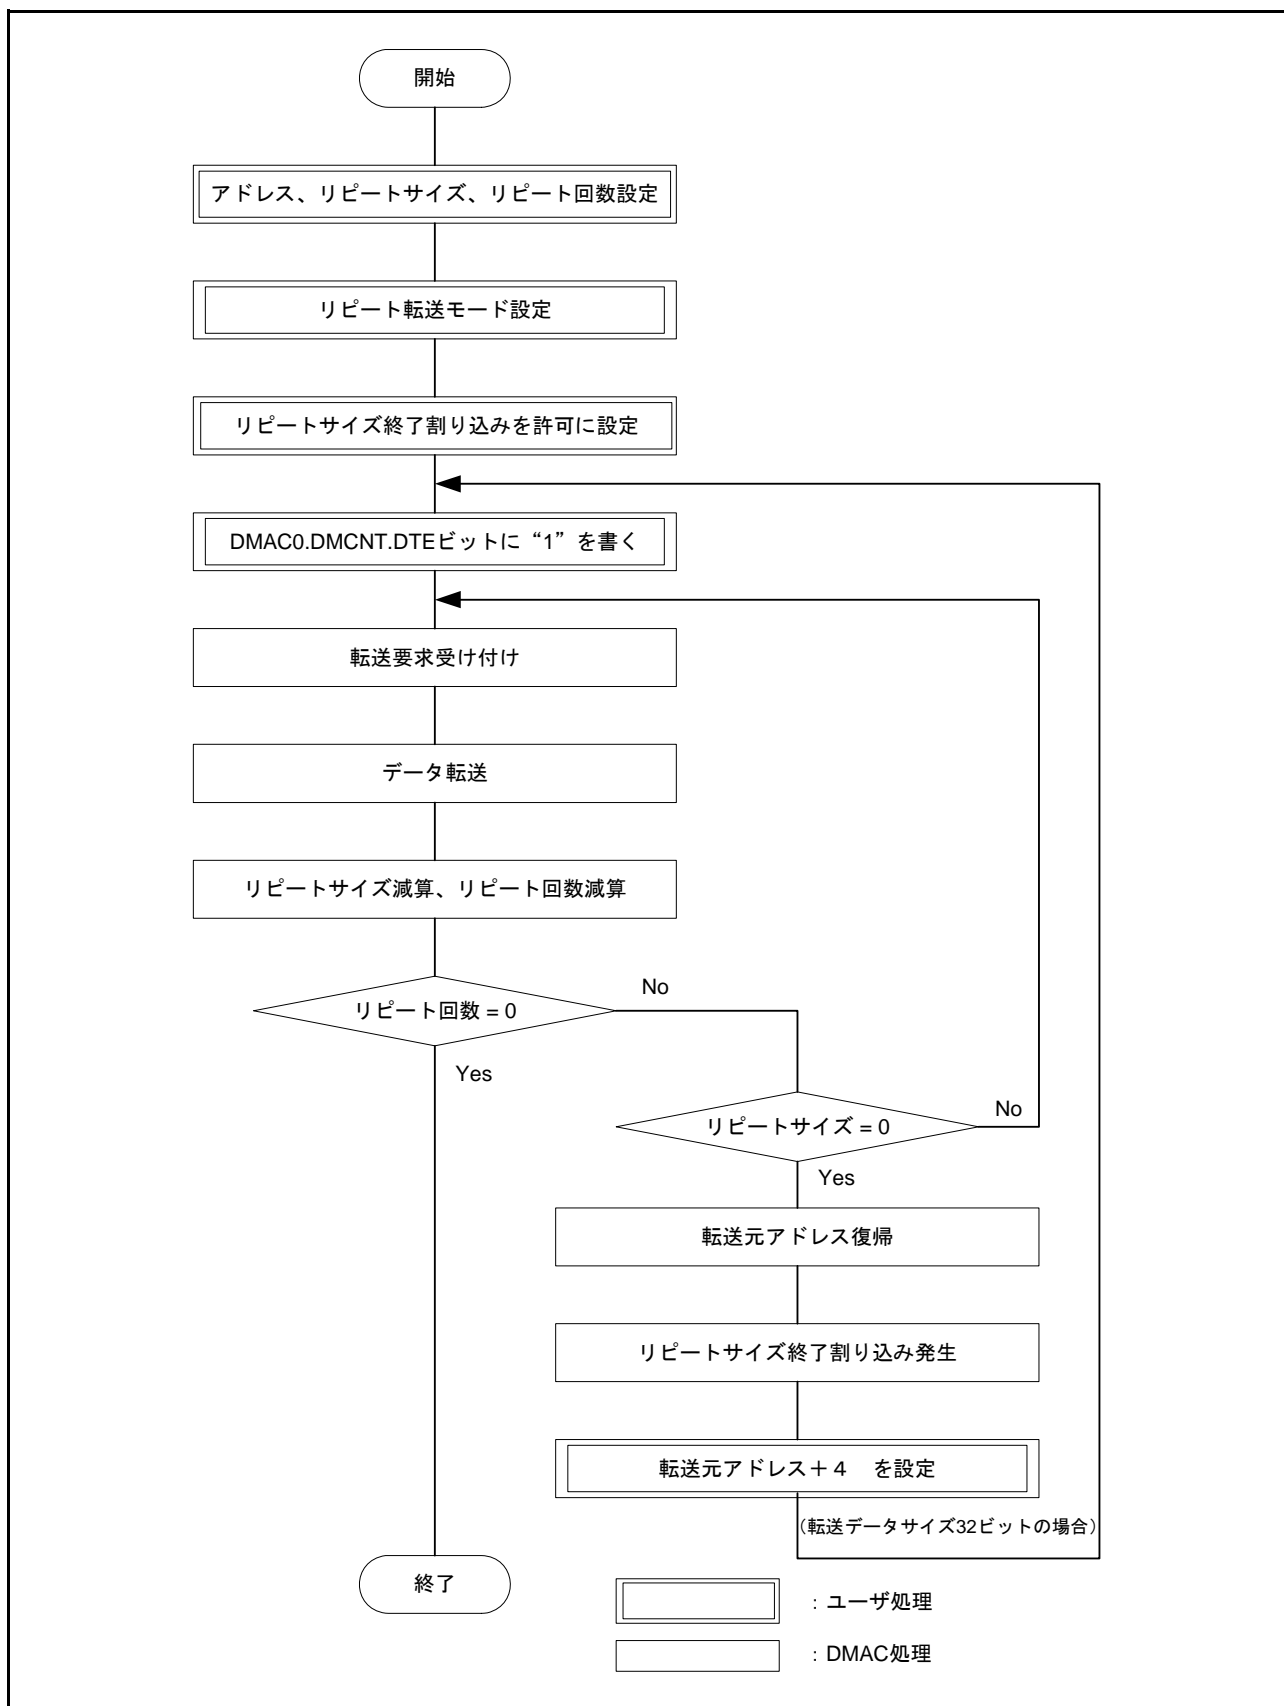 開始
アドレス、リピートサイズ、リピート回数設定
リピート転送モード設定
リピートサイズ終了割り込みを許可に設定
DMAC0.DMCNT.DTEビットに“1”を書く
転送要求受け付け
データ転送
リピートサイズ減算、リピート回数減算
リピート回数 = 0
No
Yes
リピートサイズ = 0
No
Yes
転送元アドレス復帰
リピートサイズ終了割り込み発生
転送元アドレス+4 を設定
(転送データサイズ32ビットの場合)
終了
: ユーザ処理
: DMAC処理